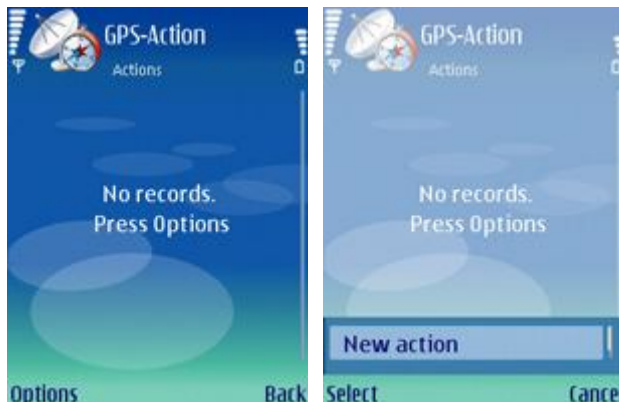 GPS-Action
Actions
No records.
Press Options
Options
Back
GPS-Action
Actions
No records.
Press Options
New action
Select
Cance